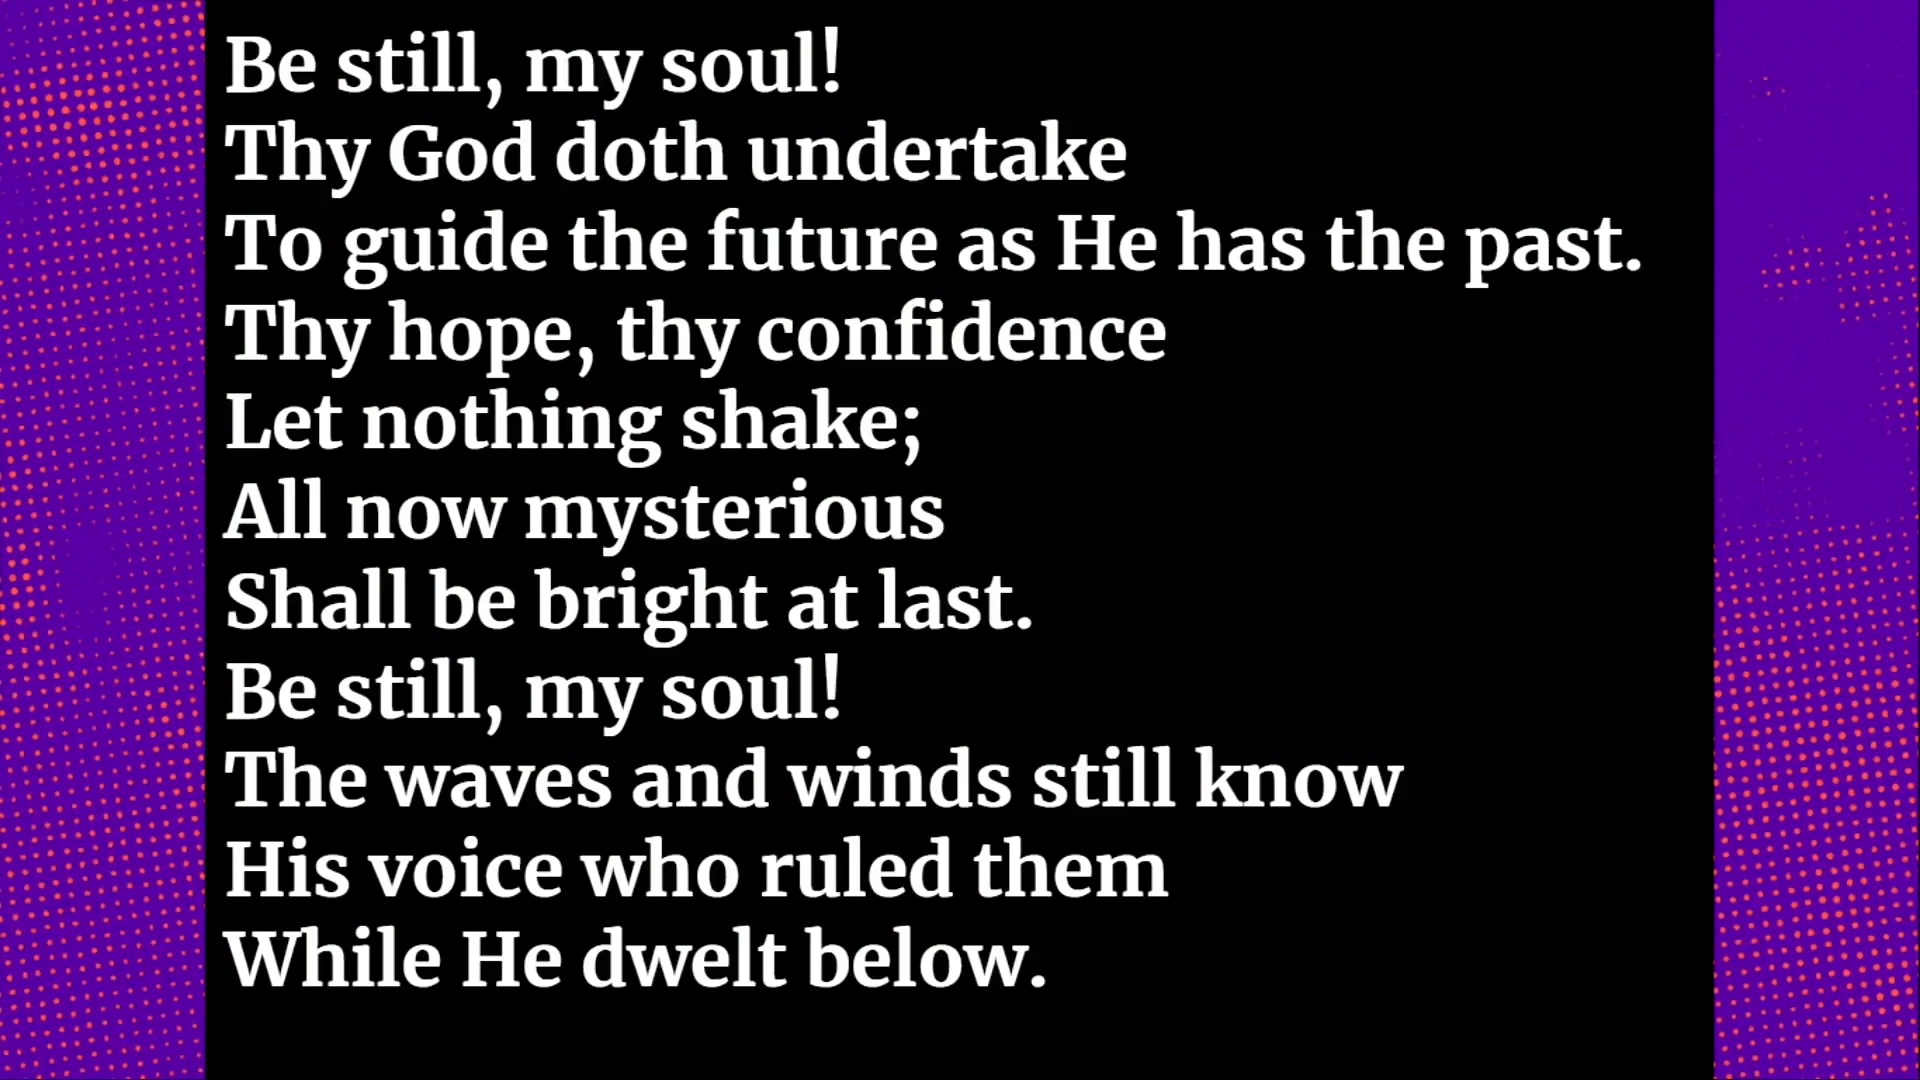 Be still, my soul!
Thy God doth undertake
To guide the future as He has the past.
Thy hope, thy confidence
Let nothing shake;
All now mysterious
Shall be bright at last.
Be still, my soul!
The waves and winds still know
His voice who ruled them
While He dwelt below.